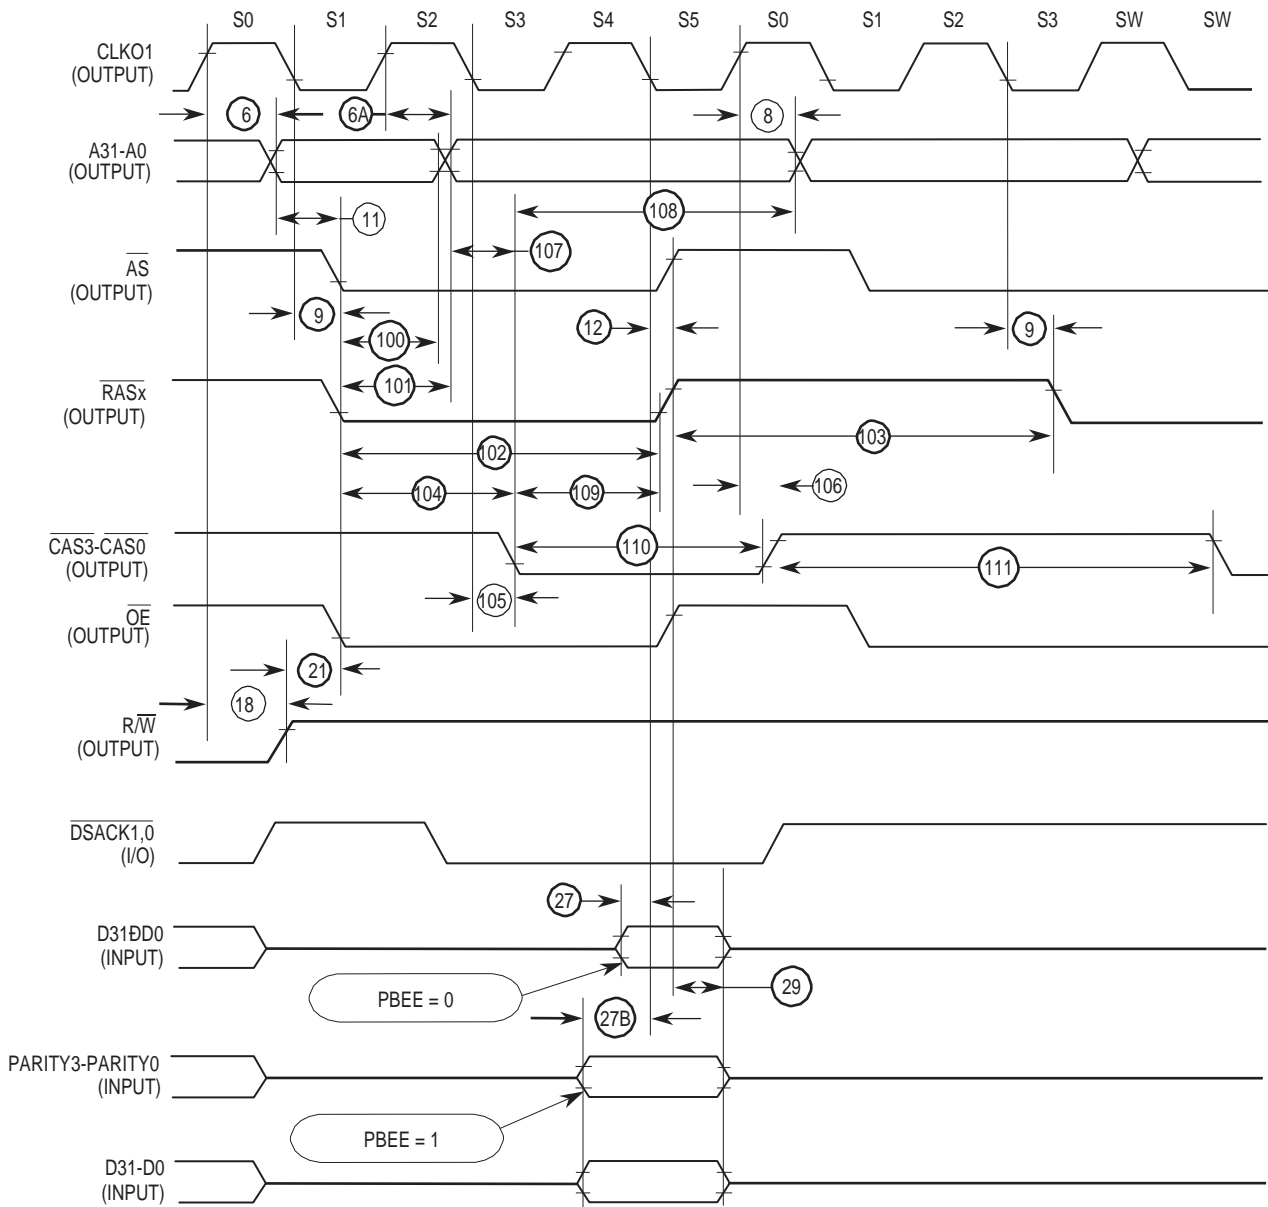 S0 S1 S2 S3 S4 S5 S0 S1 S2 S3 SW SW
CLKO1
(OUTPUT)
6 6A 8
A31-A0
(OUTPUT)
11 108
107
AS
(OUTPUT)
9 12 9
100
101
RASx
(OUTPUT)
102 103
104 109 106
CAS3-CAS0
(OUTPUT)
110 111
105
OE
(OUTPUT)
21
18
R/W
(OUTPUT)
DSACK1,0
(I/O)
27
D31ÐD0
(INPUT)
PBEE = 0
29
27B
PARITY3-PARITY0
(INPUT)
PBEE = 1
D31-D0
(INPUT)